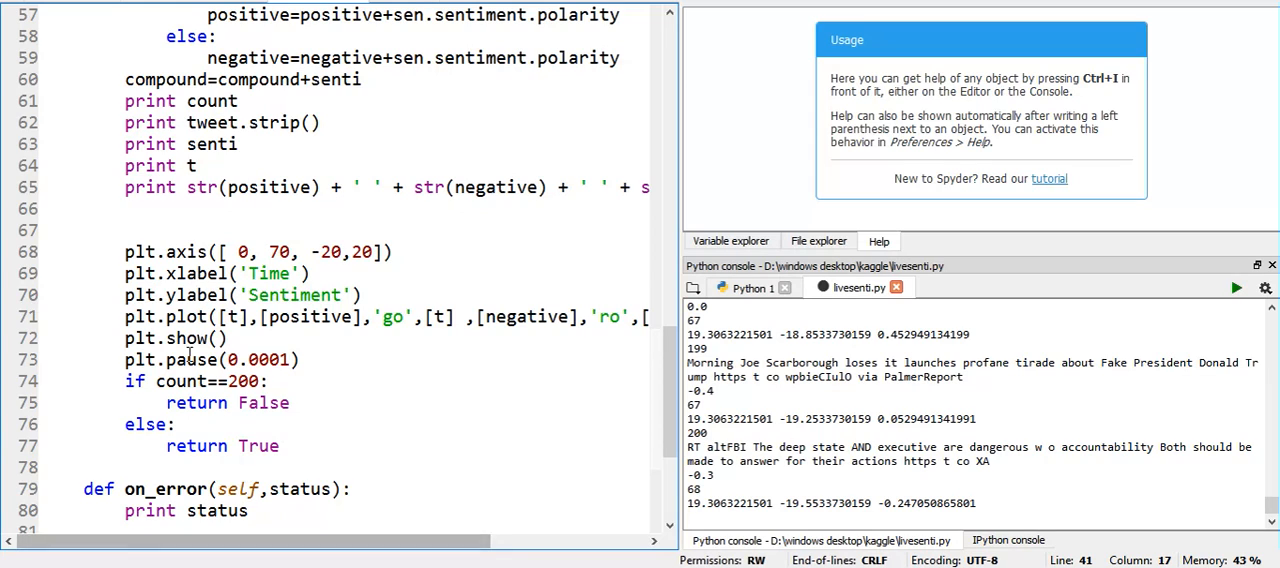 57 positive=positive+sen.sentiment.polarity
58 else:
59 negative=negative+sen.sentiment.polarity
60 compound=compound+senti
61 print count
62 print tweet.strip()
63 print senti
64 print t
65 print str(positive) + ' ' + str(negative) + ' ' + s
66
67
68 plt.axis([ 0, 70, -20,20])
69 plt.xlabel('Time')
70 plt.ylabel('Sentiment')
71 plt.plot([t],[positive],'go',[t] ,[negative],'ro',[
72 plt.show()
73 plt.pause(0.0001)
74 if count==200:
75 return False
76 else:
77 return True
78
79 def on_error(self,status):
80 print status
81
Usage
Here you can get help of any object by pressing Ctrl+I in
front of it, either on the Editor or the Console.
Help can also be shown automatically after writing a left
parenthesis next to an object. You can activate this
behavior in Preferences > Help.
New to Spyder? Read our tutorial
Variable explorer File explorer Help
Python console - D:\windows desktop\kaggle\livesenti.py
Python 1 livesenti.py
0.0
67
19.3063221501 -18.8533730159 0.452949134199
199
Morning Joe Scarborough loses it launches profane tirade about Fake President Donald Tr
ump https t co wpbieCIulO via PalmerReport
-0.4
67
19.3063221501 -19.2533730159 0.0529491341991
200
RT altFBI The deep state AND executive are dangerous w o accountability Both should be
made to answer for their actions https t co XA
-0.3
68
19.3063221501 -19.5533730159 -0.247050865801
Python console - D:\windows desktop\kaggle\livesenti.py IPython console
Permissions: RW End-of-lines: CRLF Encoding: UTF-8 Line: 41 Column: 17 Memory: 43 %